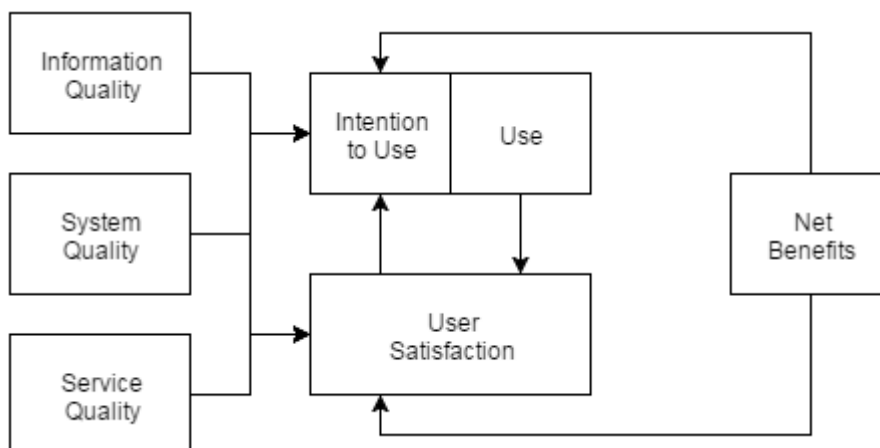 Information
Quality
Intention
to Use
Use
System
Quality
Net
Benefits
User
Satisfaction
Service
Quality